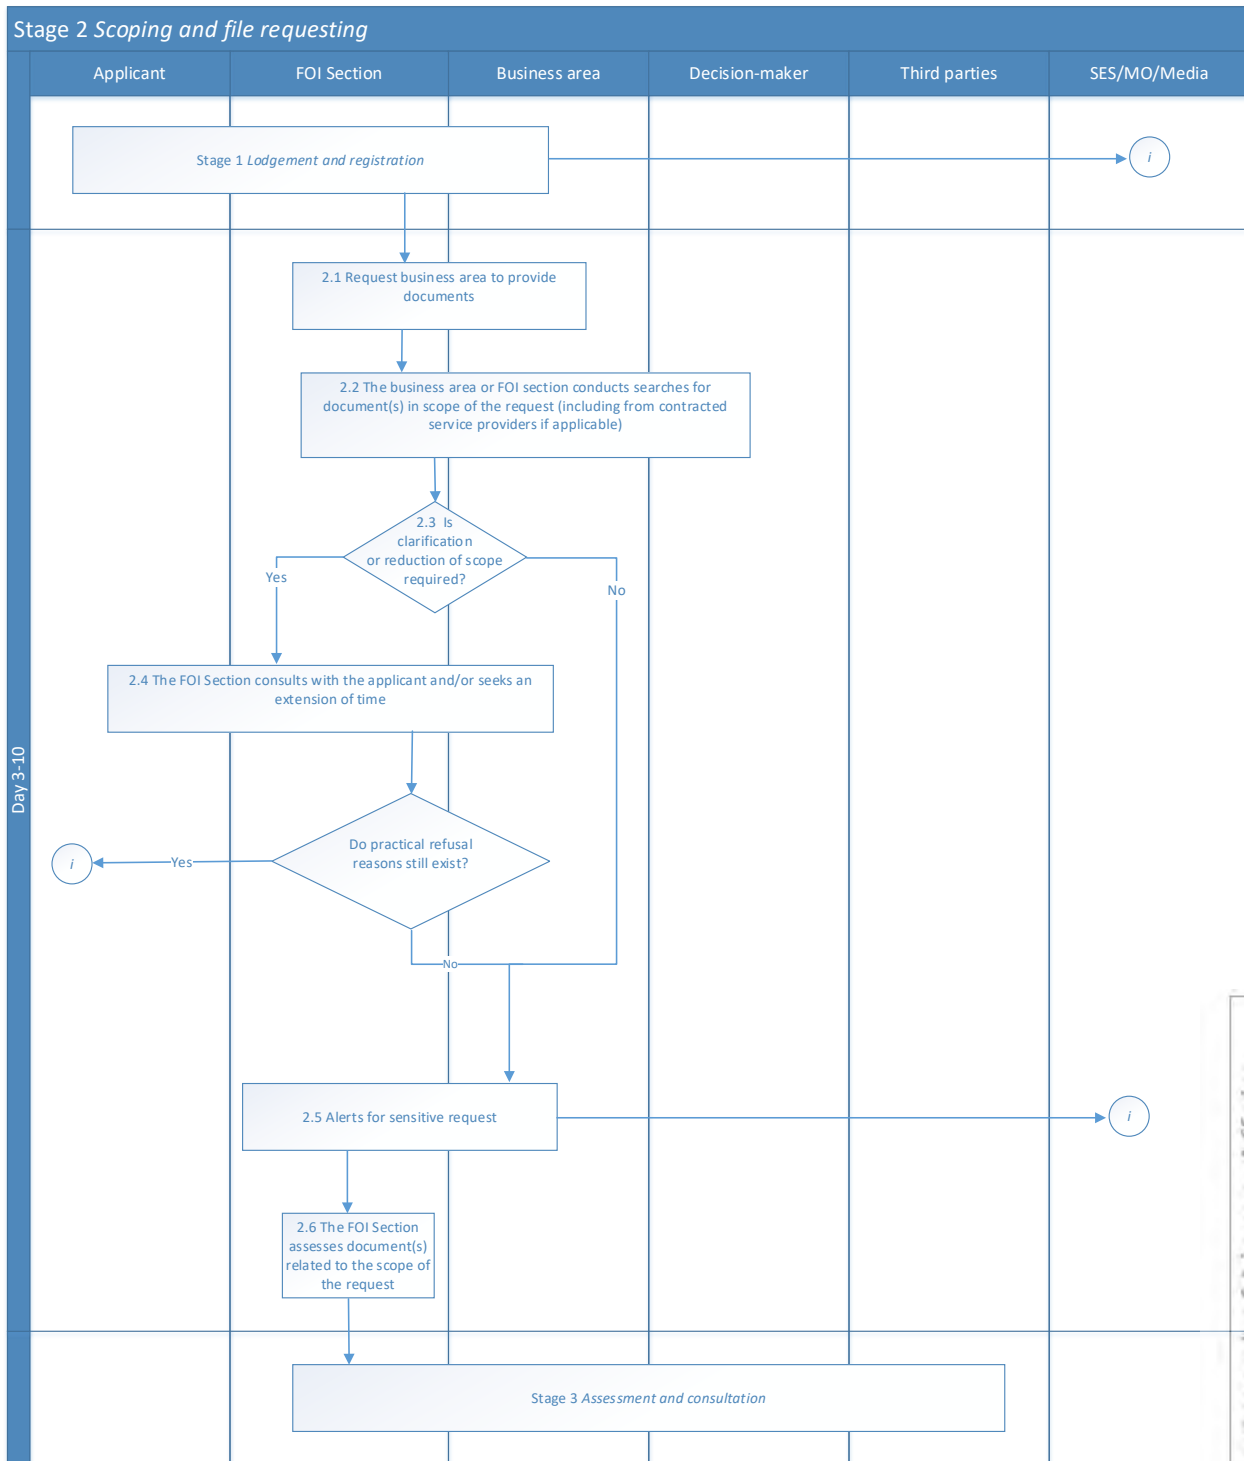 Stage 2 Scoping and file requesting
Applicant
FOI Section
Business area
Decision-maker
Third parties
SES/MO/Media
Stage 1 Lodgement and registration
i
2.1 Request business area to provide
documents
2.2 The business area or FOI section conducts searches for
document(s) in scope of the request (including from contracted
service providers if applicable)
2.3 Is
clarification
or reduction of scope
required?
Yes
No
2.4 The FOI Section consults with the applicant and/or seeks an
extension of time
Day 3-10
Do practical refusal
reasons still exist?
Yes
i
No
2.5 Alerts for sensitive request
i
2.6 The FOI Section
assesses document(s)
related to the scope of
the request
Stage 3 Assessment and consultation